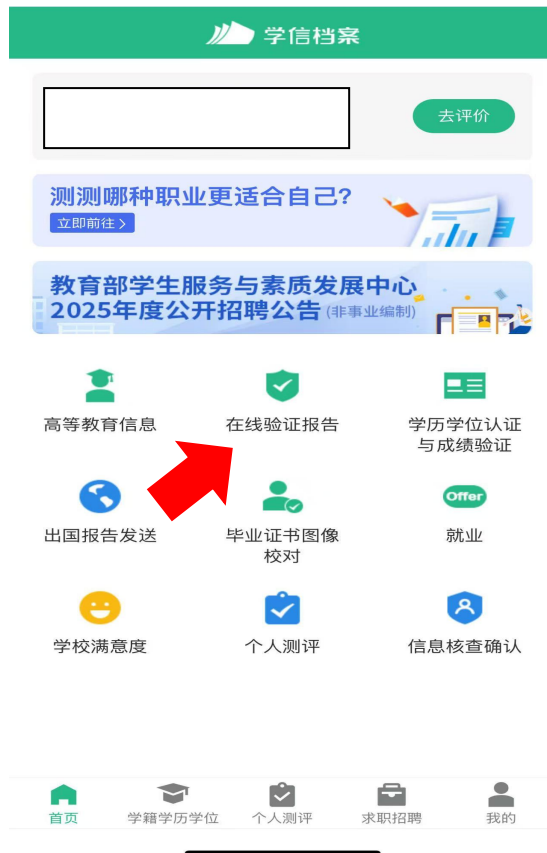 学信档案
去评价
测测哪种职业更适合自己?
立即前往 >
教育部学生服务与素质发展中心
2025年度公开招聘公告 (非事业编制)
高等教育信息
在线验证报告
学历学位认证
与成绩验证
出国报告发送
毕业证书图像
校对
Offer
就业
学校满意度
个人测评
信息核查确认
首页
学籍学历学位
个人测评
求职招聘
我的